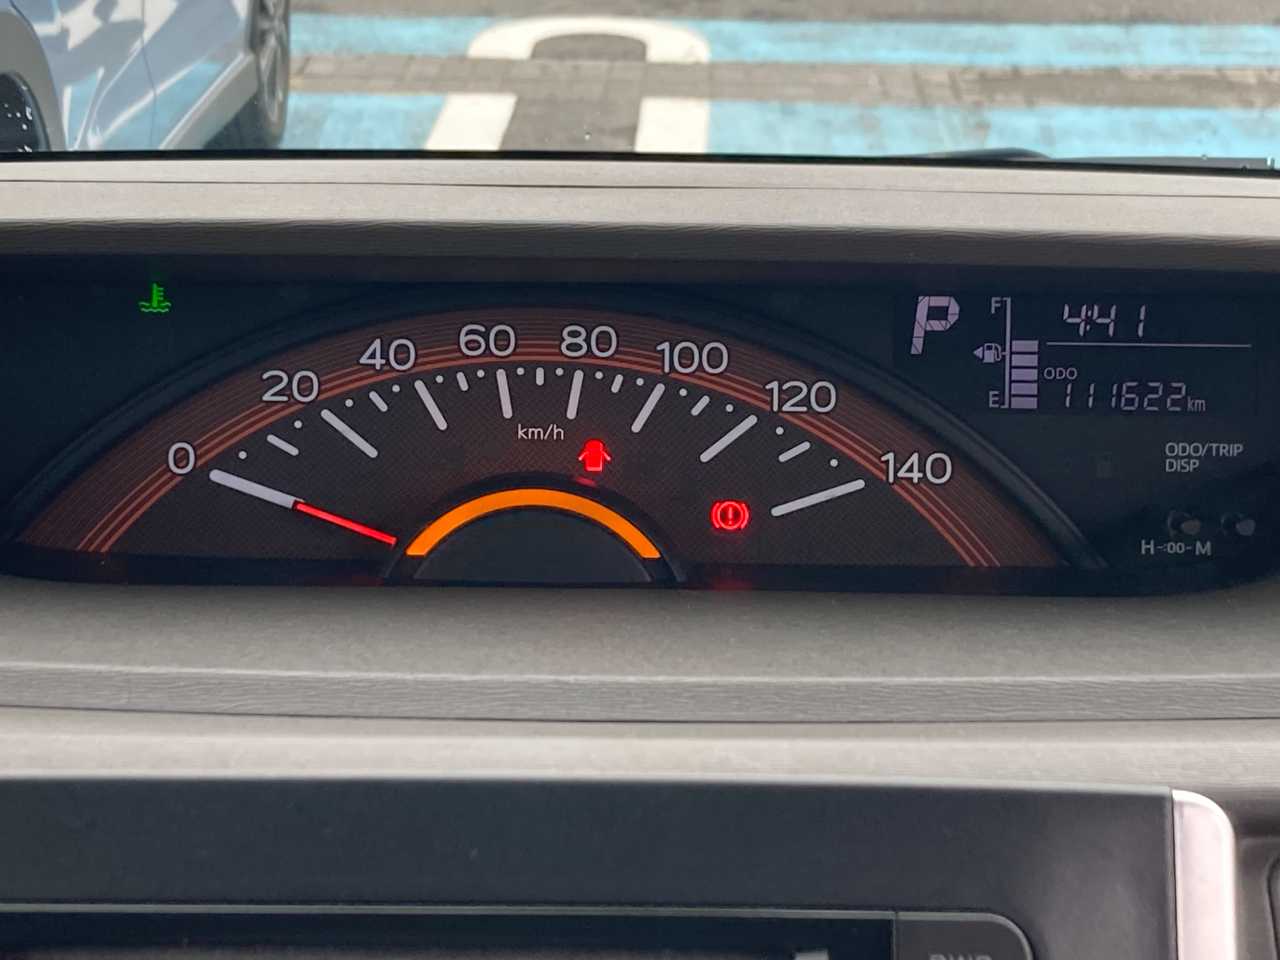 0
20
40
60
80
100
120
140
km/h
P
F
E
4:41
ODO
111622km
ODO/TRIP
DISP
H-:00-M